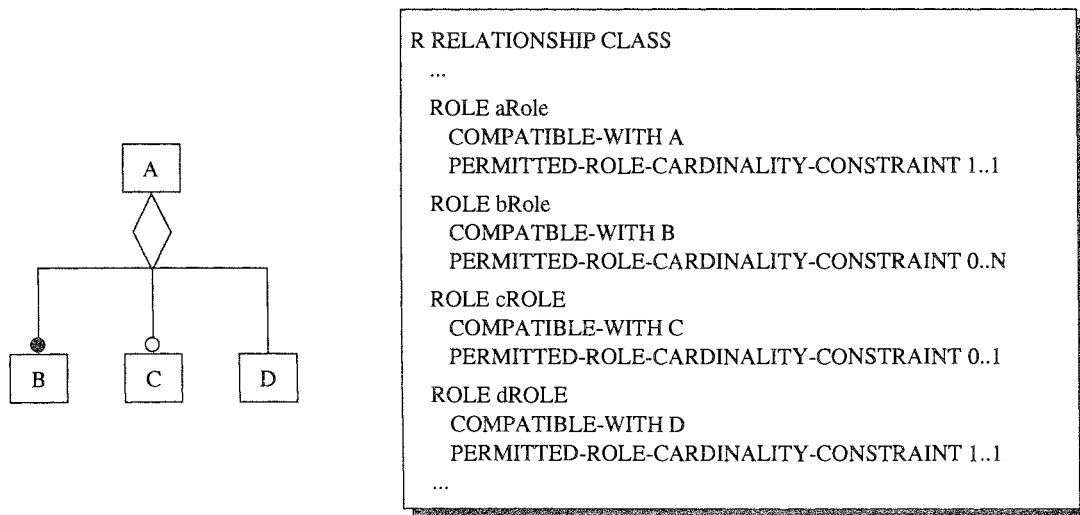 A
B
C
D
R RELATIONSHIP CLASS
...
ROLE aRole
COMPATIBLE-WITH A
PERMITTED-ROLE-CARDINALITY-CONSTRAINT 1..1
ROLE bRole
COMPATBLE-WITH B
PERMITTED-ROLE-CARDINALITY-CONSTRAINT 0..N
ROLE cROLE
COMPATIBLE-WITH C
PERMITTED-ROLE-CARDINALITY-CONSTRAINT 0..1
ROLE dROLE
COMPATIBLE-WITH D
PERMITTED-ROLE-CARDINALITY-CONSTRAINT 1..1
...